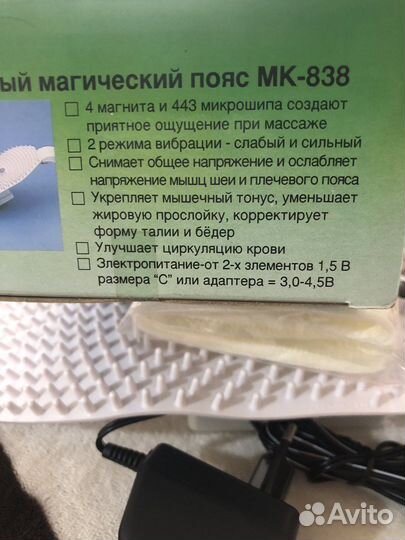 ый магический пояс МК-838
4 магнита и 443 микрошипа создают
приятное ощущение при массаже
2 режима вибрации - слабый и сильный
Снимает общее напряжение и ослабляет
напряжение мышц шеи и плечевого пояса
Укрепляет мышечный тонус, уменьшает
жировую прослойку, корректирует
форму талии и бёдер
Улучшает циркуляцию крови
Электропитание-от 2-х элементов 1,5 В
размера "С" или адаптера = 3,0-4,5В
Avito